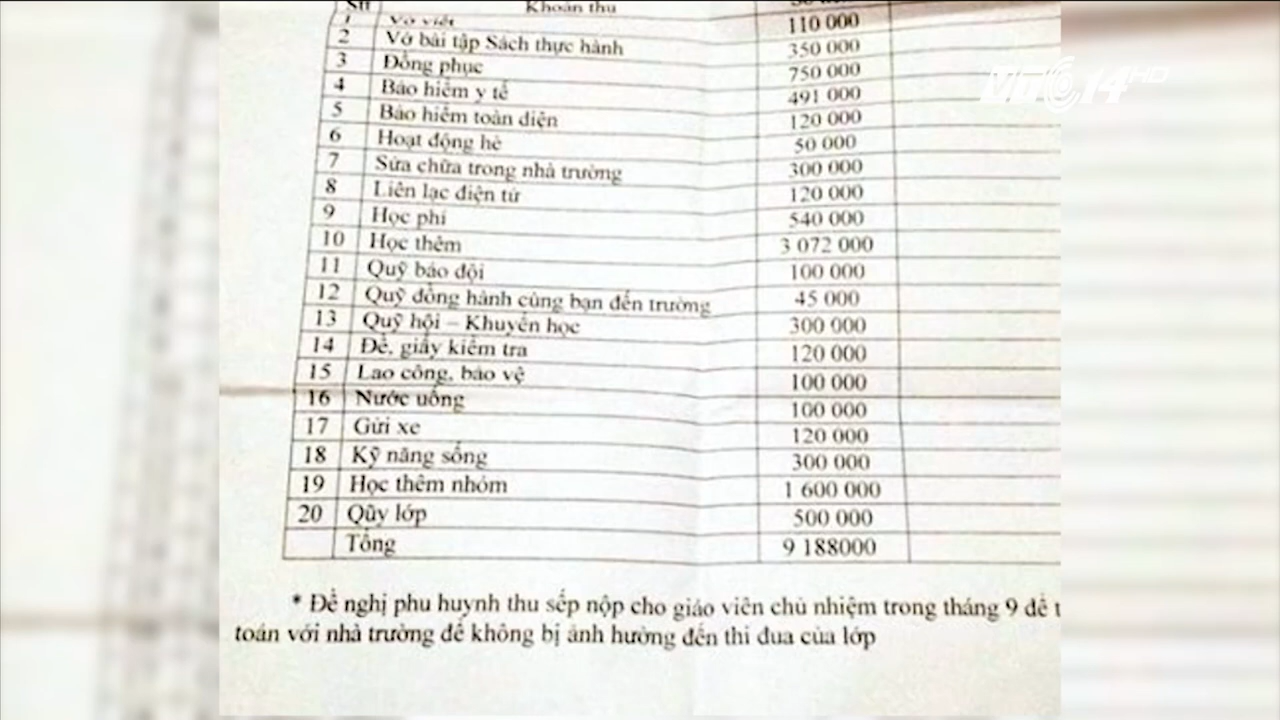 Stt Khoản thu
1 Vở viết 110 000
2 Vở bài tập Sách thực hành 350 000
3 Đồng phục 750 000
4 Bảo hiểm y tế 491 000
5 Bảo hiểm toàn diện 120 000
6 Hoạt động hè 50 000
7 Sửa chữa trong nhà trường 300 000
8 Liên lạc điện tử 120 000
9 Học phí 540 000
10 Học thêm 3 072 000
11 Quỹ báo đội 100 000
12 Quỹ đồng hành cùng bạn đến trường 45 000
13 Quỹ hội – Khuyến học 300 000
14 Đề, giấy kiểm tra 120 000
15 Lao công, bảo vệ 100 000
16 Nước uống 100 000
17 Gửi xe 120 000
18 Kỹ năng sống 300 000
19 Học thêm nhóm 1 600 000
20 Qũy lớp 500 000
Tổng 9 188000
* Đề nghị phu huynh thu sếp nộp cho giáo viên chủ nhiệm trong tháng 9 để t
toán với nhà trường để không bị ảnh hưởng đến thi đua của lớp
VTC14 HD